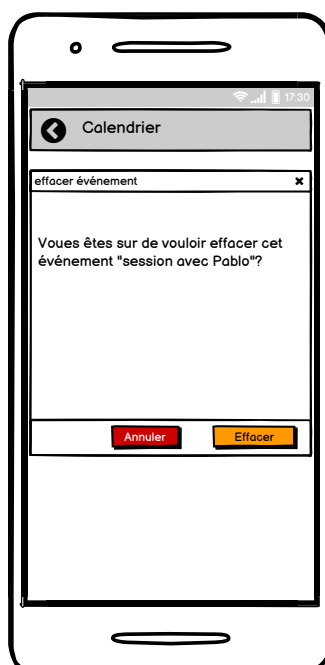 17:30
Calendrier
effacer événement
Voues êtes sur de vouloir effacer cet
événement "session avec Pablo"?
Annuler Effacer